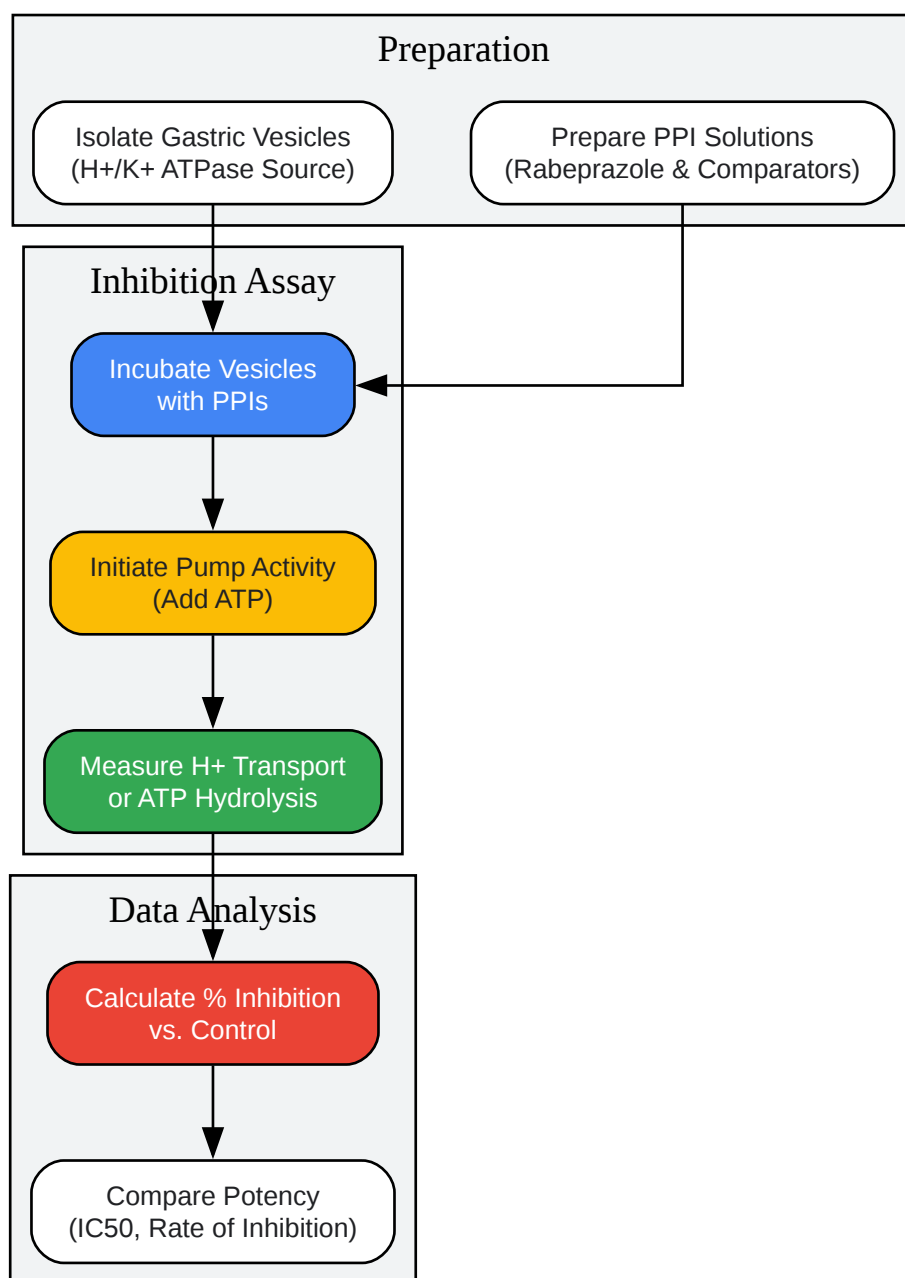 Preparation
Isolate Gastric Vesicles
(H+/K+ ATPase Source)
Prepare PPI Solutions
(Rabeprazole & Comparators)
Inhibition Assay
Incubate Vesicles
with PPIs
Initiate Pump Activity
(Add ATP)
Measure H+ Transport
or ATP Hydrolysis
Data Analysis
Calculate % Inhibition
vs. Control
Compare Potency
(IC50, Rate of Inhibition)